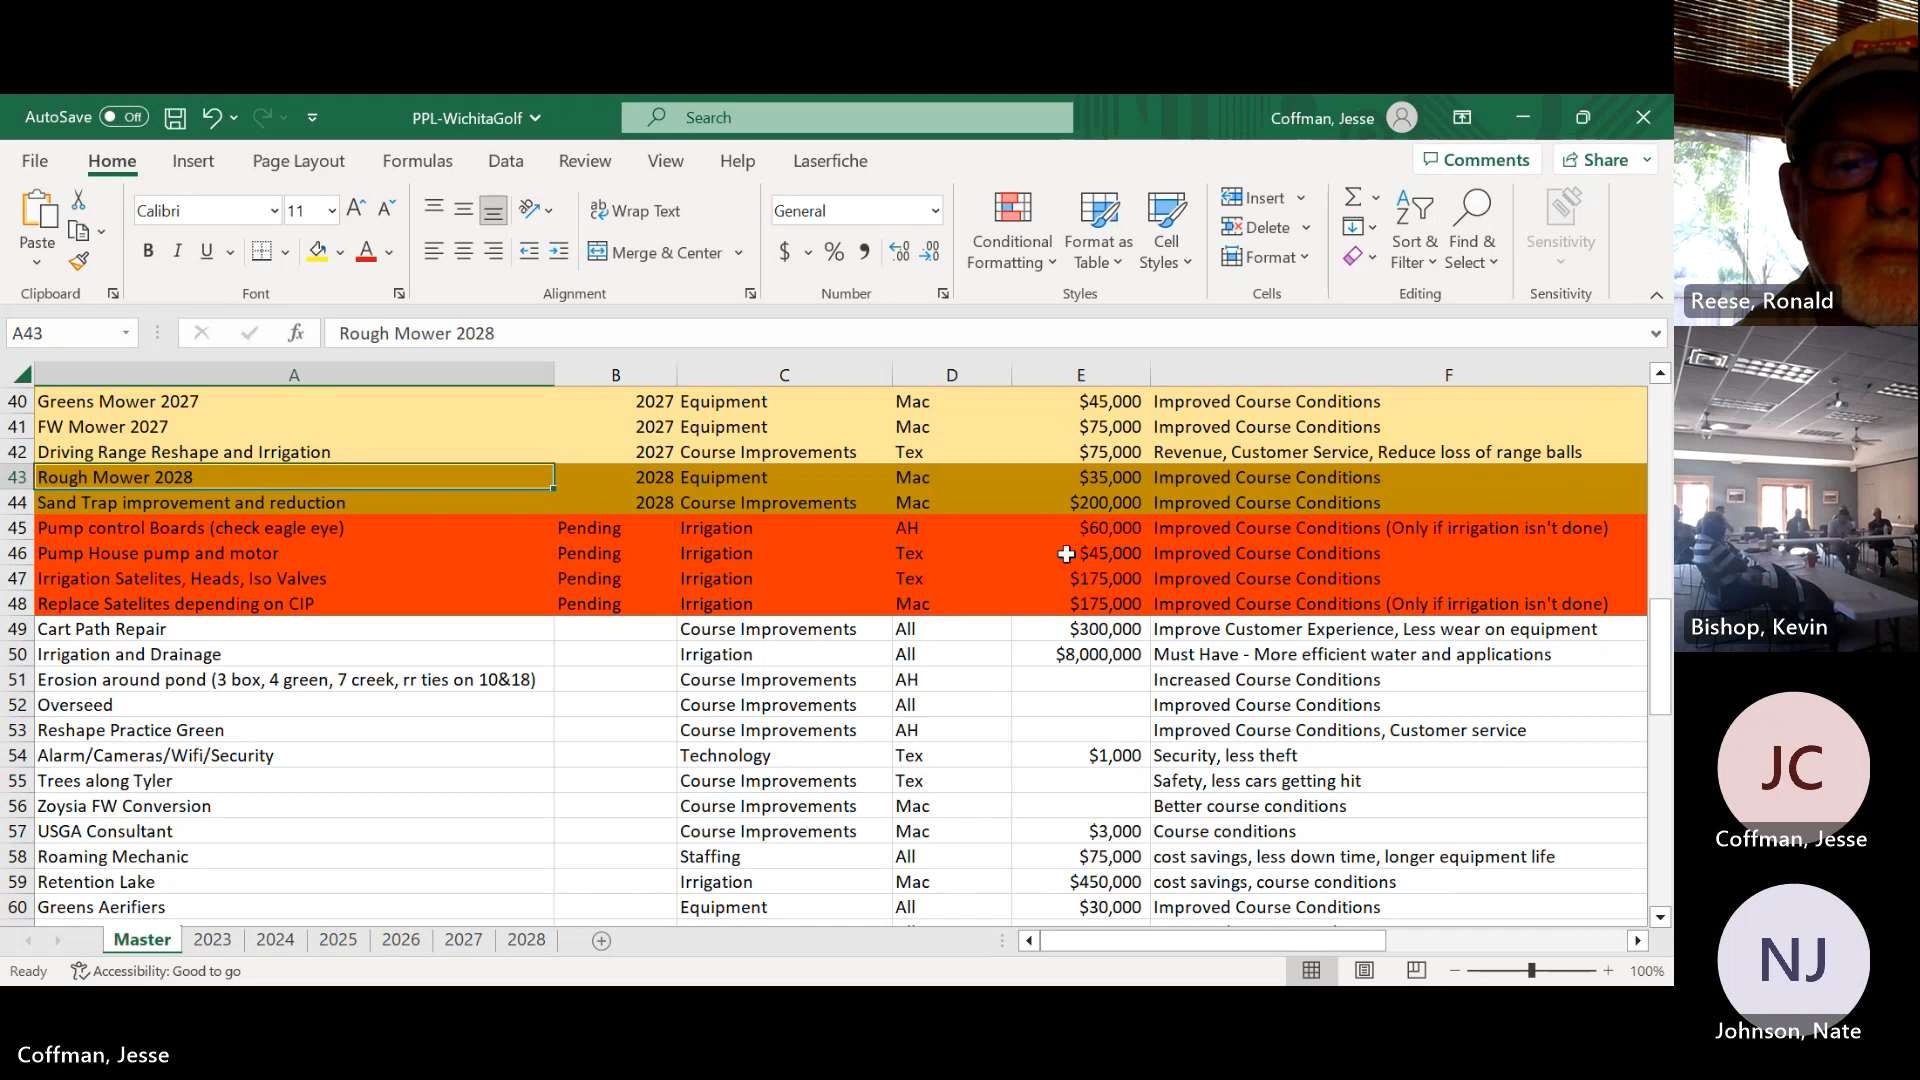 AutoSave Off PPL-WichitaGolf Search Coffman, Jesse
File Home Insert Page Layout Formulas Data Review View Help Laserfiche Comments Share
Paste Calibri 11 Wrap Text General Conditional Formatting Format as Table Cell Styles Insert Sort & Filter Find & Select Sensitivity
B I U A Merge & Center $ % Delete
Format
Clipboard Font Alignment Number Styles Cells Editing Sensitivity
A43 fx Rough Mower 2028
A B C D E F
40 Greens Mower 2027 2027 Equipment Mac $45,000 Improved Course Conditions
41 FW Mower 2027 2027 Equipment Mac $75,000 Improved Course Conditions
42 Driving Range Reshape and Irrigation 2027 Course Improvements Tex $75,000 Revenue, Customer Service, Reduce loss of range balls
43 Rough Mower 2028 2028 Equipment Mac $35,000 Improved Course Conditions
44 Sand Trap improvement and reduction 2028 Course Improvements Mac $200,000 Improved Course Conditions
45 Pump control Boards (check eagle eye) Pending Irrigation AH $60,000 Improved Course Conditions (Only if irrigation isn't done)
46 Pump House pump and motor Pending Irrigation Tex $45,000 Improved Course Conditions
47 Irrigation Satelites, Heads, Iso Valves Pending Irrigation Tex $175,000 Improved Course Conditions
48 Replace Satelites depending on CIP Pending Irrigation Mac $175,000 Improved Course Conditions (Only if irrigation isn't done)
49 Cart Path Repair Course Improvements All $300,000 Improve Customer Experience, Less wear on equipment
50 Irrigation and Drainage Irrigation All $8,000,000 Must Have - More efficient water and applications
51 Erosion around pond (3 box, 4 green, 7 creek, rr ties on 10&18) Course Improvements AH Increased Course Conditions
52 Overseed Course Improvements All Improved Course Conditions
53 Reshape Practice Green Course Improvements AH Improved Course Conditions, Customer service
54 Alarm/Cameras/Wifi/Security Technology Tex $1,000 Security, less theft
55 Trees along Tyler Course Improvements Tex Safety, less cars getting hit
56 Zoysia FW Conversion Course Improvements Mac Better course conditions
57 USGA Consultant Course Improvements Mac $3,000 Course conditions
58 Roaming Mechanic Staffing All $75,000 cost savings, less down time, longer equipment life
59 Retention Lake Irrigation Mac $450,000 cost savings, course conditions
60 Greens Aerifiers Equipment All $30,000 Improved Course Conditions
Master 2023 2024 2025 2026 2027 2028
Ready Accessibility: Good to go 100%
Coffman, Jesse
Reese, Ronald
Bishop, Kevin
JC
Coffman, Jesse
NJ
Johnson, Nate